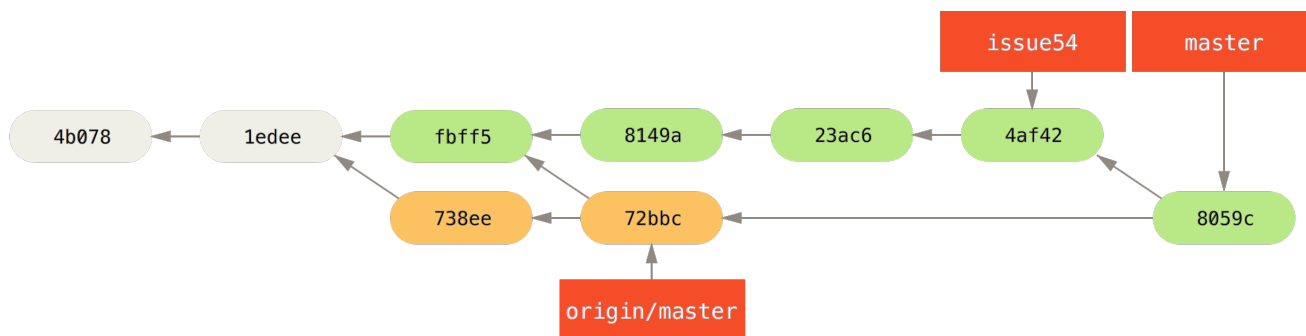 issue54
master
4b078
1edee
fbff5
8149a
23ac6
4af42
738ee
72bbc
8059c
origin/master